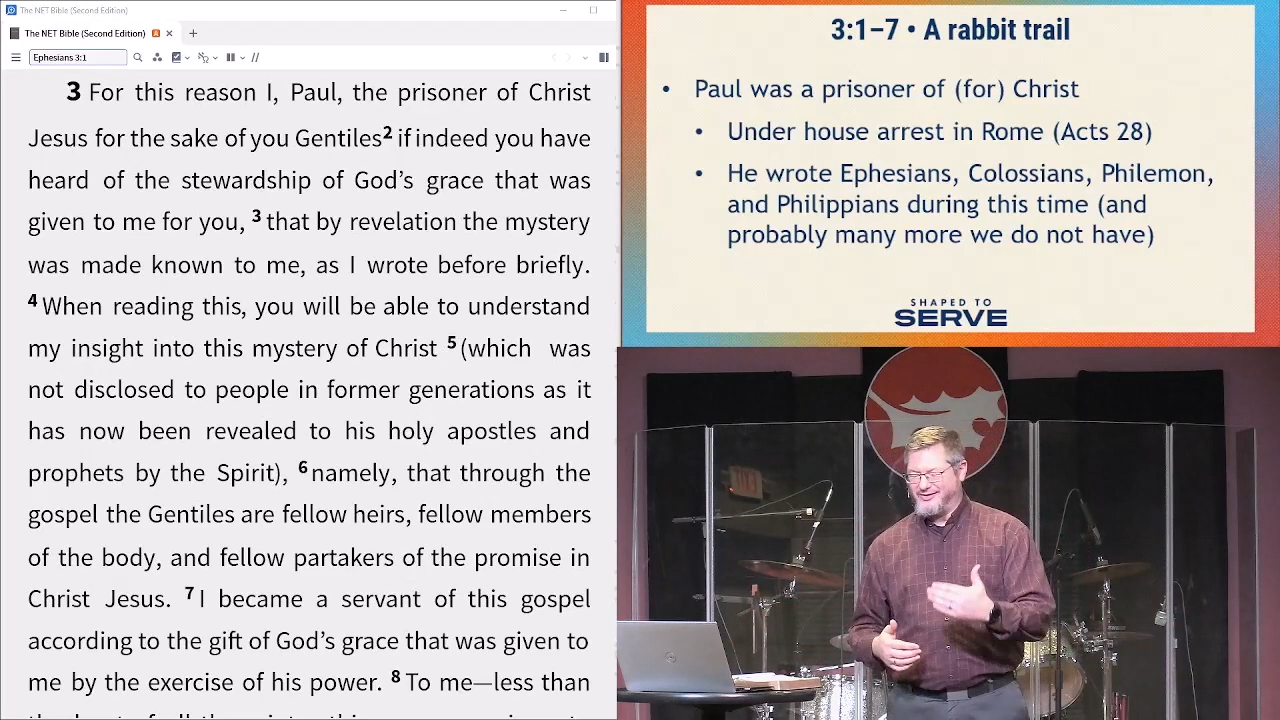 The NET Bible (Second Edition)
The NET Bible (Second Edition)
Ephesians 3:1
3 For this reason I, Paul, the prisoner of Christ
Jesus for the sake of you Gentiles 2 if indeed you have
heard of the stewardship of God’s grace that was
given to me for you, 3 that by revelation the mystery
was made known to me, as I wrote before briefly.
4 When reading this, you will be able to understand
my insight into this mystery of Christ 5 (which was
not disclosed to people in former generations as it
has now been revealed to his holy apostles and
prophets by the Spirit), 6 namely, that through the
gospel the Gentiles are fellow heirs, fellow members
of the body, and fellow partakers of the promise in
Christ Jesus. 7 I became a servant of this gospel
according to the gift of God’s grace that was given to
me by the exercise of his power. 8 To me—less than
3:1–7 • A rabbit trail
• Paul was a prisoner of (for) Christ
• Under house arrest in Rome (Acts 28)
• He wrote Ephesians, Colossians, Philemon,
and Philippians during this time (and
probably many more we do not have)
SHAPED TO
SERVE